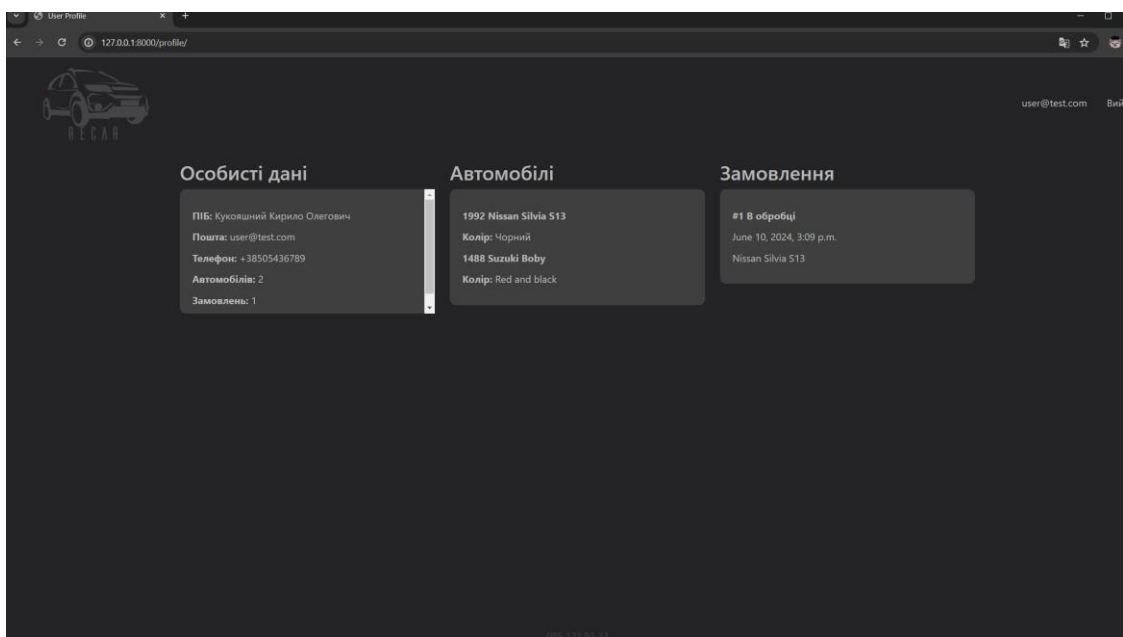 User Profile
127.0.0.1:8000/profile/
RECAR
user@test.com Вий
Особисті дані
ПІБ: Кукояшний Кирило Олегович
Пошта: user@test.com
Телефон: +38505436789
Автомобілів: 2
Замовлень: 1
Автомобілі
1992 Nissan Silvia S13
Колір: Чорний
1488 Suzuki Boby
Колір: Red and black
Замовлення
#1 В обробці
June 10, 2024, 3:09 p.m.
Nissan Silvia S13